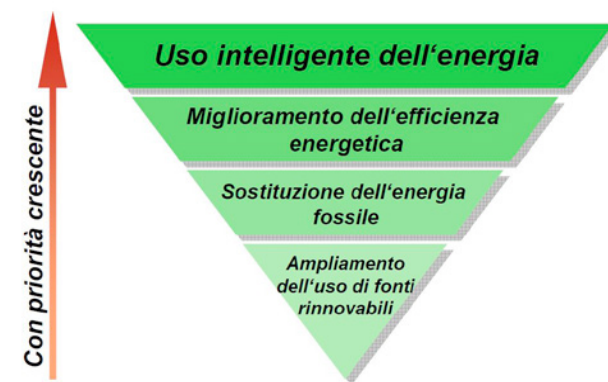 Uso intelligente dell‘energia
Miglioramento dell‘efficienza
energetica
Sostituzione dell‘energia
fossile
Ampliamento
dell‘uso di fonti
rinnovabili
Con priorità crescente